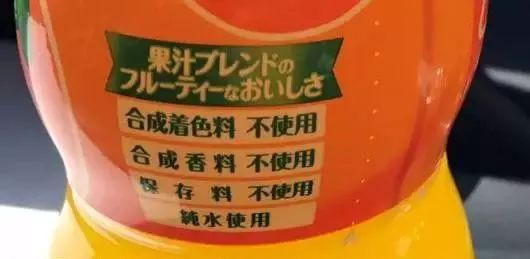 果汁ブレンドの
フルーティーなおいしさ
合成着色料 不使用
合成香料 不使用
保存料 不使用
純水使用